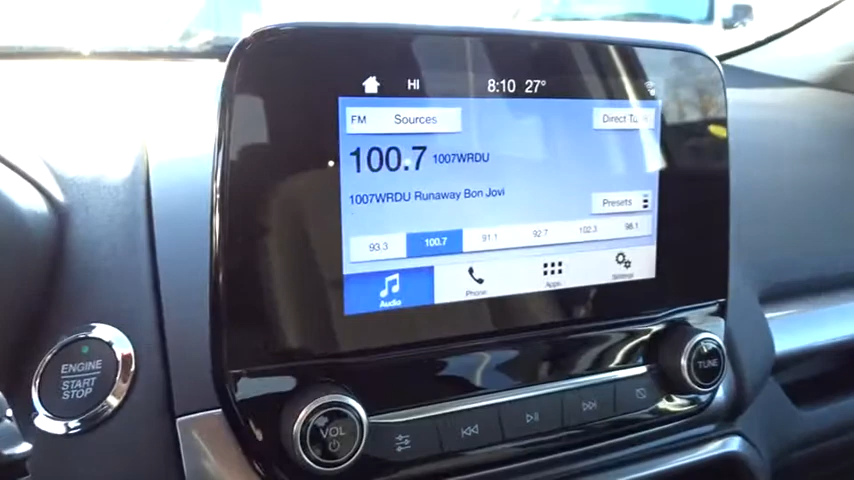 HI 8:10 27°
FM Sources Direct Tune
100.7 1007WRDU
1007WRDU Runaway Bon Jovi
Presets
93.3 100.7 91.1 92.7 102.3 98.1
Audio Phone Apps Settings
ENGINE
START
STOP
VOL
TUNE